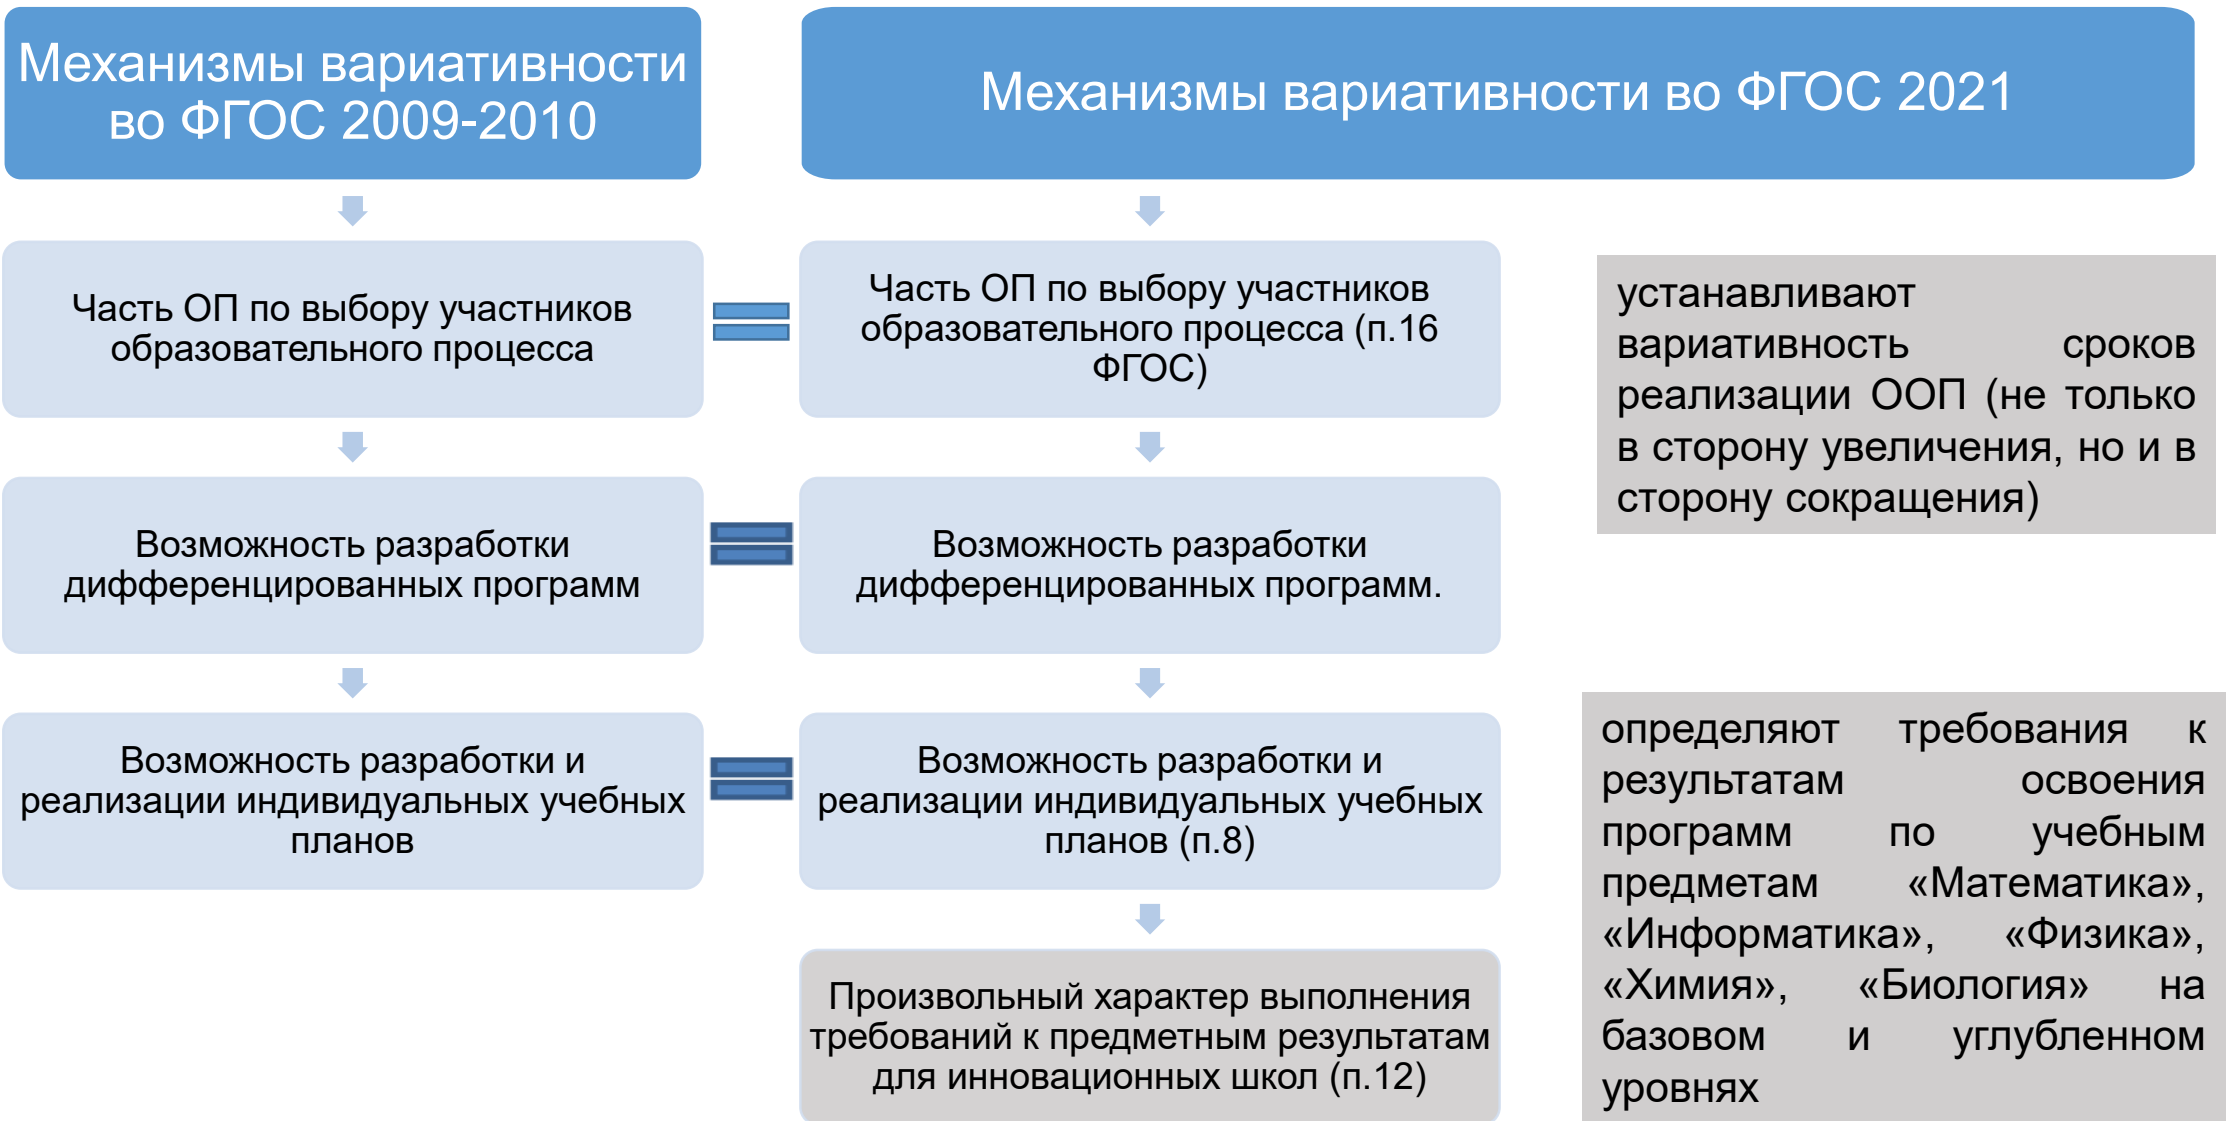 Механизмы вариативности
во ФГОС 2009-2010
Механизмы вариативности во ФГОС 2021
Часть ОП по выбору участников
образовательного процесса
Часть ОП по выбору участников
образовательного процесса (п.16
ФГОС)
устанавливают
вариативность сроков
реализации ООП (не только
в сторону увеличения, но и в
сторону сокращения)
Возможность разработки
дифференцированных программ
Возможность разработки
дифференцированных программ.
Возможность разработки и
реализации индивидуальных учебных
планов
Возможность разработки и
реализации индивидуальных учебных
планов (п.8)
определяют требования к
результатам освоения
программ по учебным
предметам «Математика»,
«Информатика», «Физика»,
«Химия», «Биология» на
базовом и углубленном
уровнях
Произвольный характер выполнения
требований к предметным результатам
для инновационных школ (п.12)